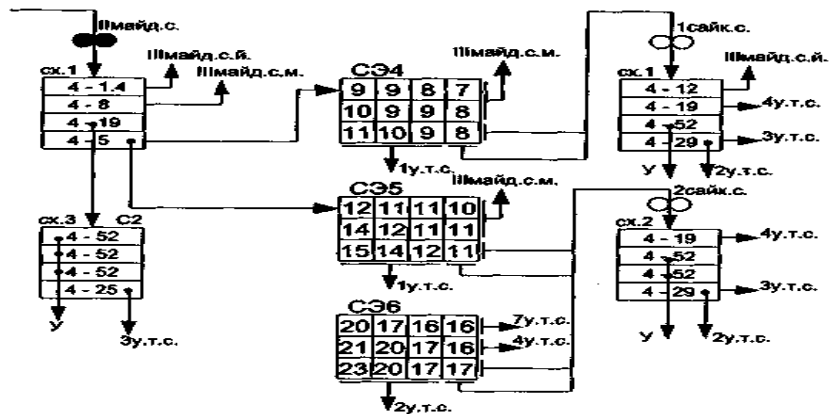 IIмайд.с.
IIIмайд.с.й.
IIIмайд.с.м.
сх.1
4 - 1.4
4 - 8
4 - 19
4 - 5
сх.3 С2
4 - 52
4 - 52
4 - 52
4 - 25
У
3у.т.с.
СЭ4
IIIмайд.с.м.
9 9 8 7
10 9 9 8
11 10 9 8
1у.т.с.
СЭ5
IIIмайд.с.м.
12 11 11 10
14 12 11 11
15 14 12 11
1у.т.с.
СЭ6
20 17 16 16
21 20 17 16
23 20 17 17
7у.т.с.
4у.т.с.
2у.т.с.
1сайк.с.
IIIмайд.с.й.
сх.1
4 - 12
4 - 19
4 - 52
4 - 29
4у.т.с.
3у.т.с.
У
2у.т.с.
2сайк.с.
сх.2
4 - 19
4 - 52
4 - 52
4 - 29
4у.т.с.
3у.т.с.
У
2у.т.с.